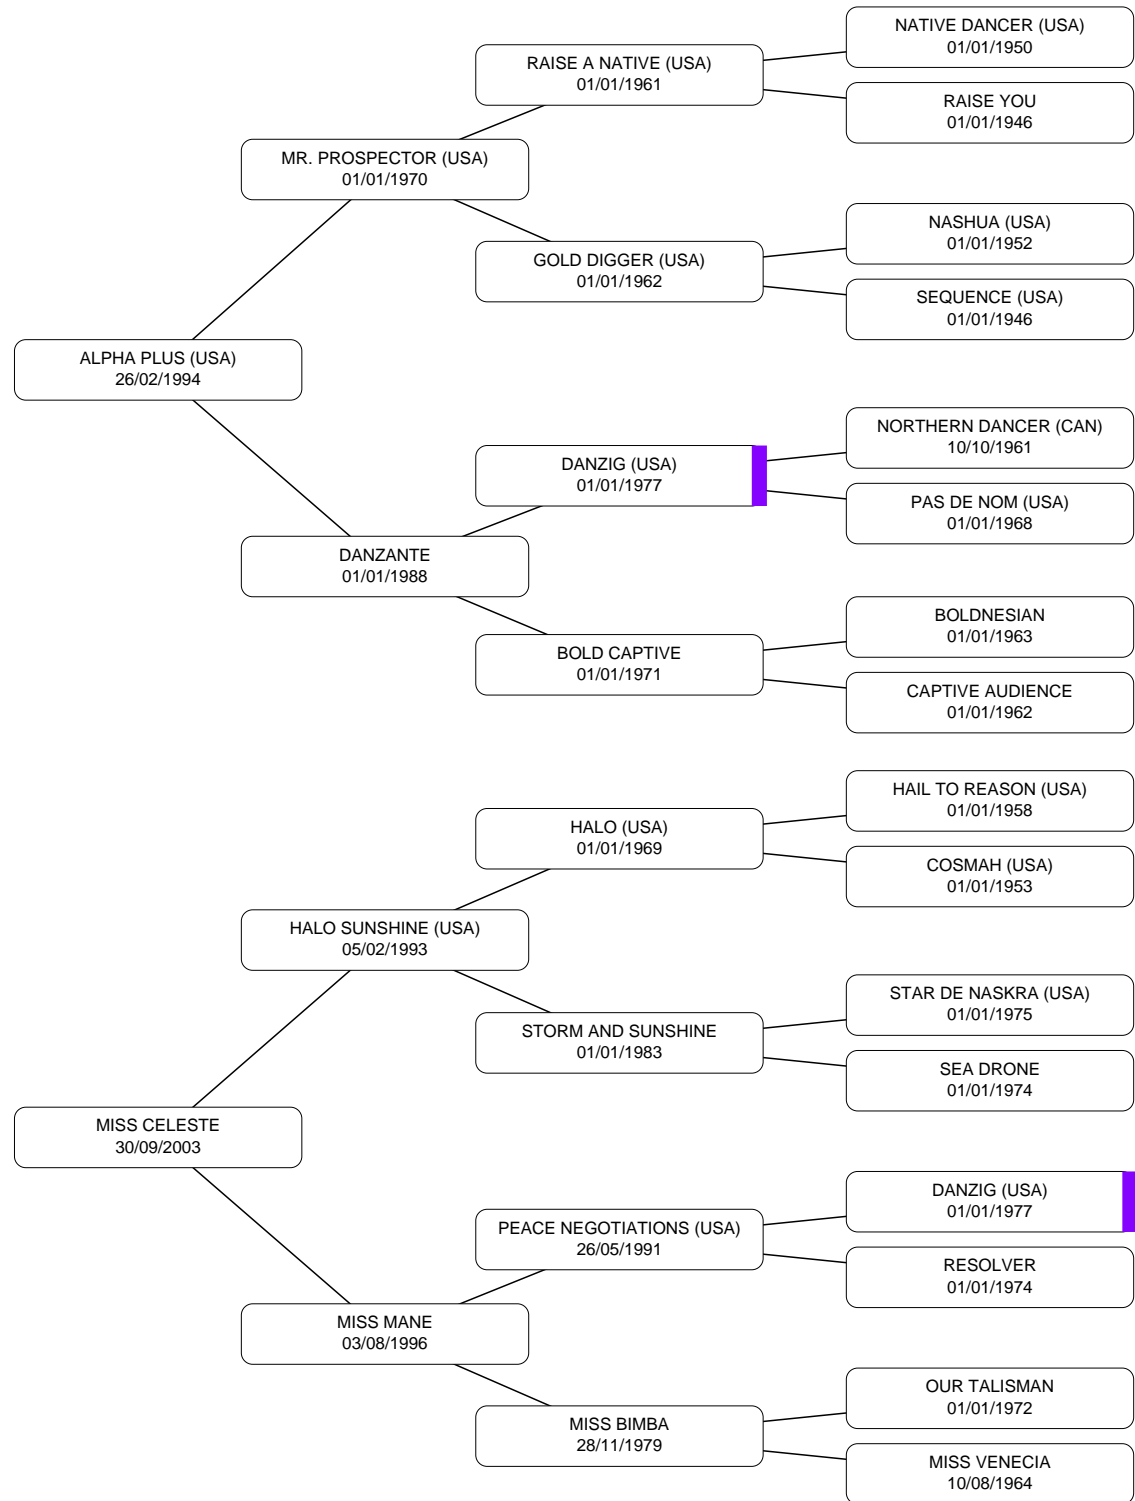 NATIVE DANCER (USA)
01/01/1950
RAISE A NATIVE (USA)
01/01/1961
RAISE YOU
01/01/1946
MR. PROSPECTOR (USA)
01/01/1970
NASHUA (USA)
01/01/1952
GOLD DIGGER (USA)
01/01/1962
SEQUENCE (USA)
01/01/1946
ALPHA PLUS (USA)
26/02/1994
NORTHERN DANCER (CAN)
10/10/1961
DANZIG (USA)
01/01/1977
PAS DE NOM (USA)
01/01/1968
DANZANTE
01/01/1988
BOLDNESIAN
01/01/1963
BOLD CAPTIVE
01/01/1971
CAPTIVE AUDIENCE
01/01/1962
HAIL TO REASON (USA)
01/01/1958
HALO (USA)
01/01/1969
COSMAH (USA)
01/01/1953
HALO SUNSHINE (USA)
05/02/1993
STAR DE NASKRA (USA)
01/01/1975
STORM AND SUNSHINE
01/01/1983
SEA DRONE
01/01/1974
MISS CELESTE
30/09/2003
DANZIG (USA)
01/01/1977
PEACE NEGOTIATIONS (USA)
26/05/1991
RESOLVER
01/01/1974
MISS MANE
03/08/1996
OUR TALISMAN
01/01/1972
MISS BIMBA
28/11/1979
MISS VENECIA
10/08/1964